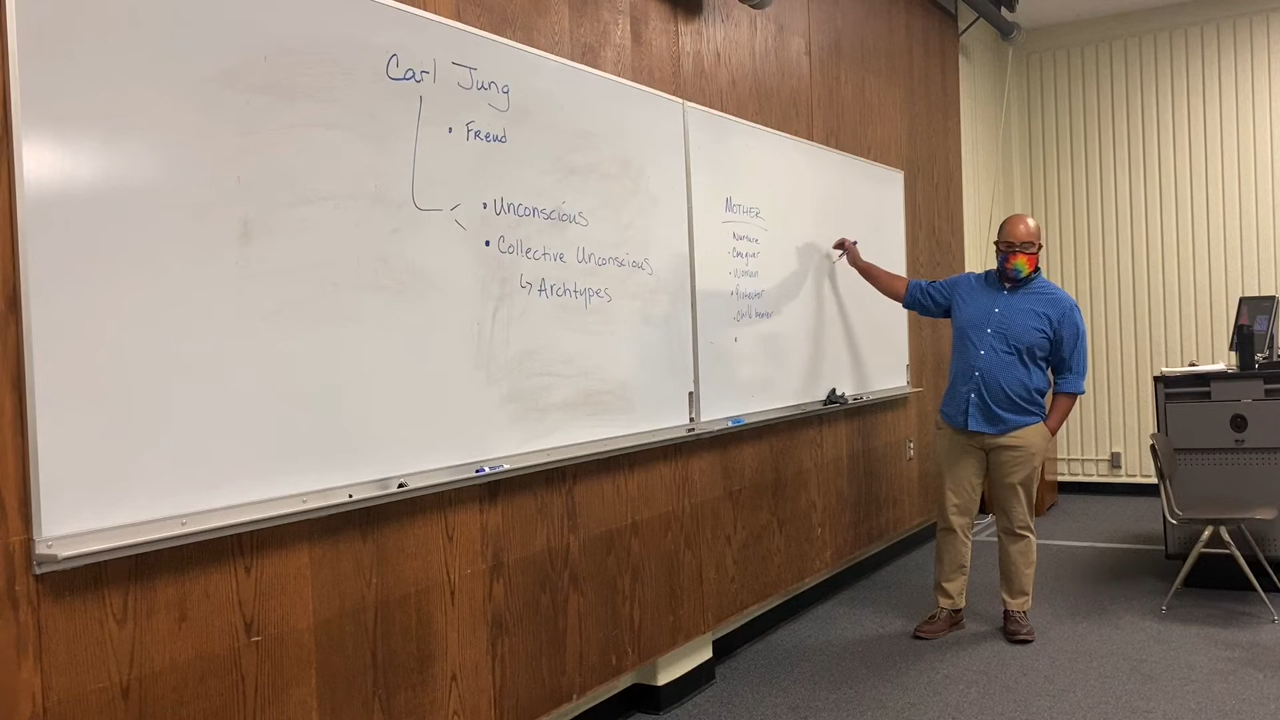 Carl Jung
• Freud
• Unconscious
• Collective Unconscious
↳ Archtypes
MOTHER
Nurture
• Caregiver
• Woman
• Protector
• Child bearer
•